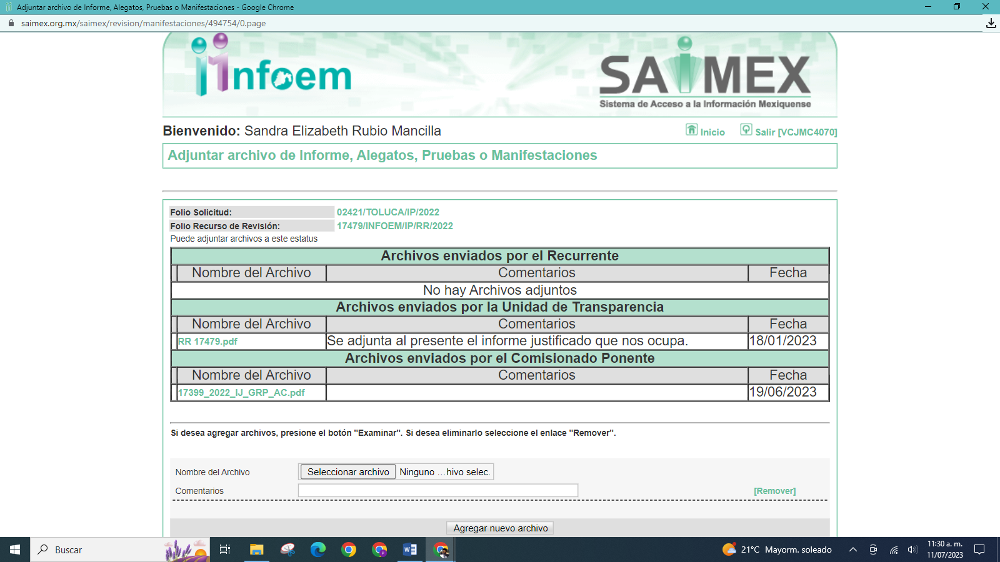 Adjuntar archivo de Informe, Alegatos, Pruebas o Manifestaciones - Google Chrome
saimex.org.mx/saimex/revision/manifestaciones/494754/0.page
infoem
SAIMEX
Sistema de Acceso a la Información Mexiquense
Bienvenido: Sandra Elizabeth Rubio Mancilla
Inicio Salir [VCJMC4070]
Adjuntar archivo de Informe, Alegatos, Pruebas o Manifestaciones
Folio Solicitud: 02421/TOLUCA/IP/2022
Folio Recurso de Revisión: 17479/INFOEM/IP/RR/2022
Puede adjuntar archivos a este estatus
Archivos enviados por el Recurrente
Nombre del Archivo Comentarios Fecha
No hay Archivos adjuntos
Archivos enviados por la Unidad de Transparencia
Nombre del Archivo Comentarios Fecha
RR 17479.pdf Se adjunta al presente el informe justificado que nos ocupa. 18/01/2023
Archivos enviados por el Comisionado Ponente
Nombre del Archivo Comentarios Fecha
17399_2022_IJ_GRP_AC.pdf 19/06/2023
Si desea agregar archivos, presione el botón "Examinar". Si desea eliminarlo seleccione el enlace "Remover".
Nombre del Archivo Seleccionar archivo Ninguno ...hivo selec.
Comentarios [Remover]
Agregar nuevo archivo
Buscar 21°C Mayorm. soleado 11:30 a. m.
11/07/2023